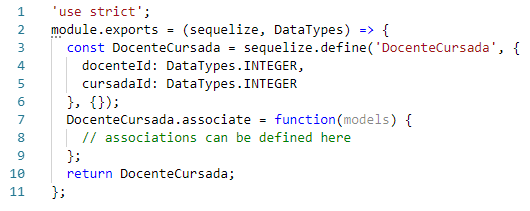 1 'use strict';
2 module.exports = (sequelize, DataTypes) => {
3   const DocenteCursada = sequelize.define('DocenteCursada', {
4     docenteId: DataTypes.INTEGER,
5     cursadaId: DataTypes.INTEGER
6   }, {});
7   DocenteCursada.associate = function(models) {
8     // associations can be defined here
9   };
10   return DocenteCursada;
11 };